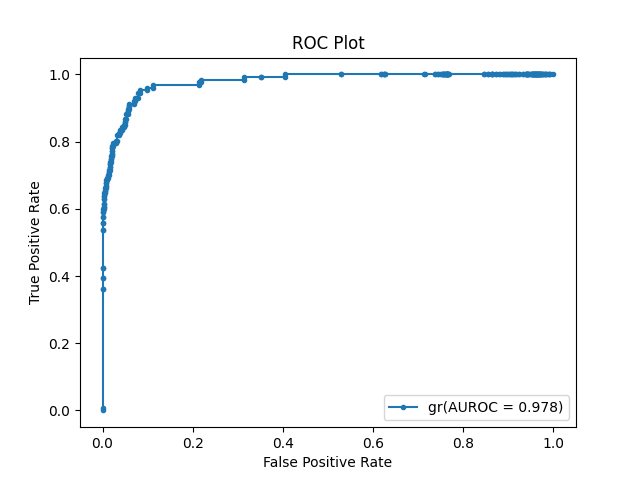 ROC Plot
True Positive Rate
1.0
0.8
0.6
0.4
0.2
0.0
gr(AUROC = 0.978)
0.0 0.2 0.4 0.6 0.8 1.0
False Positive Rate